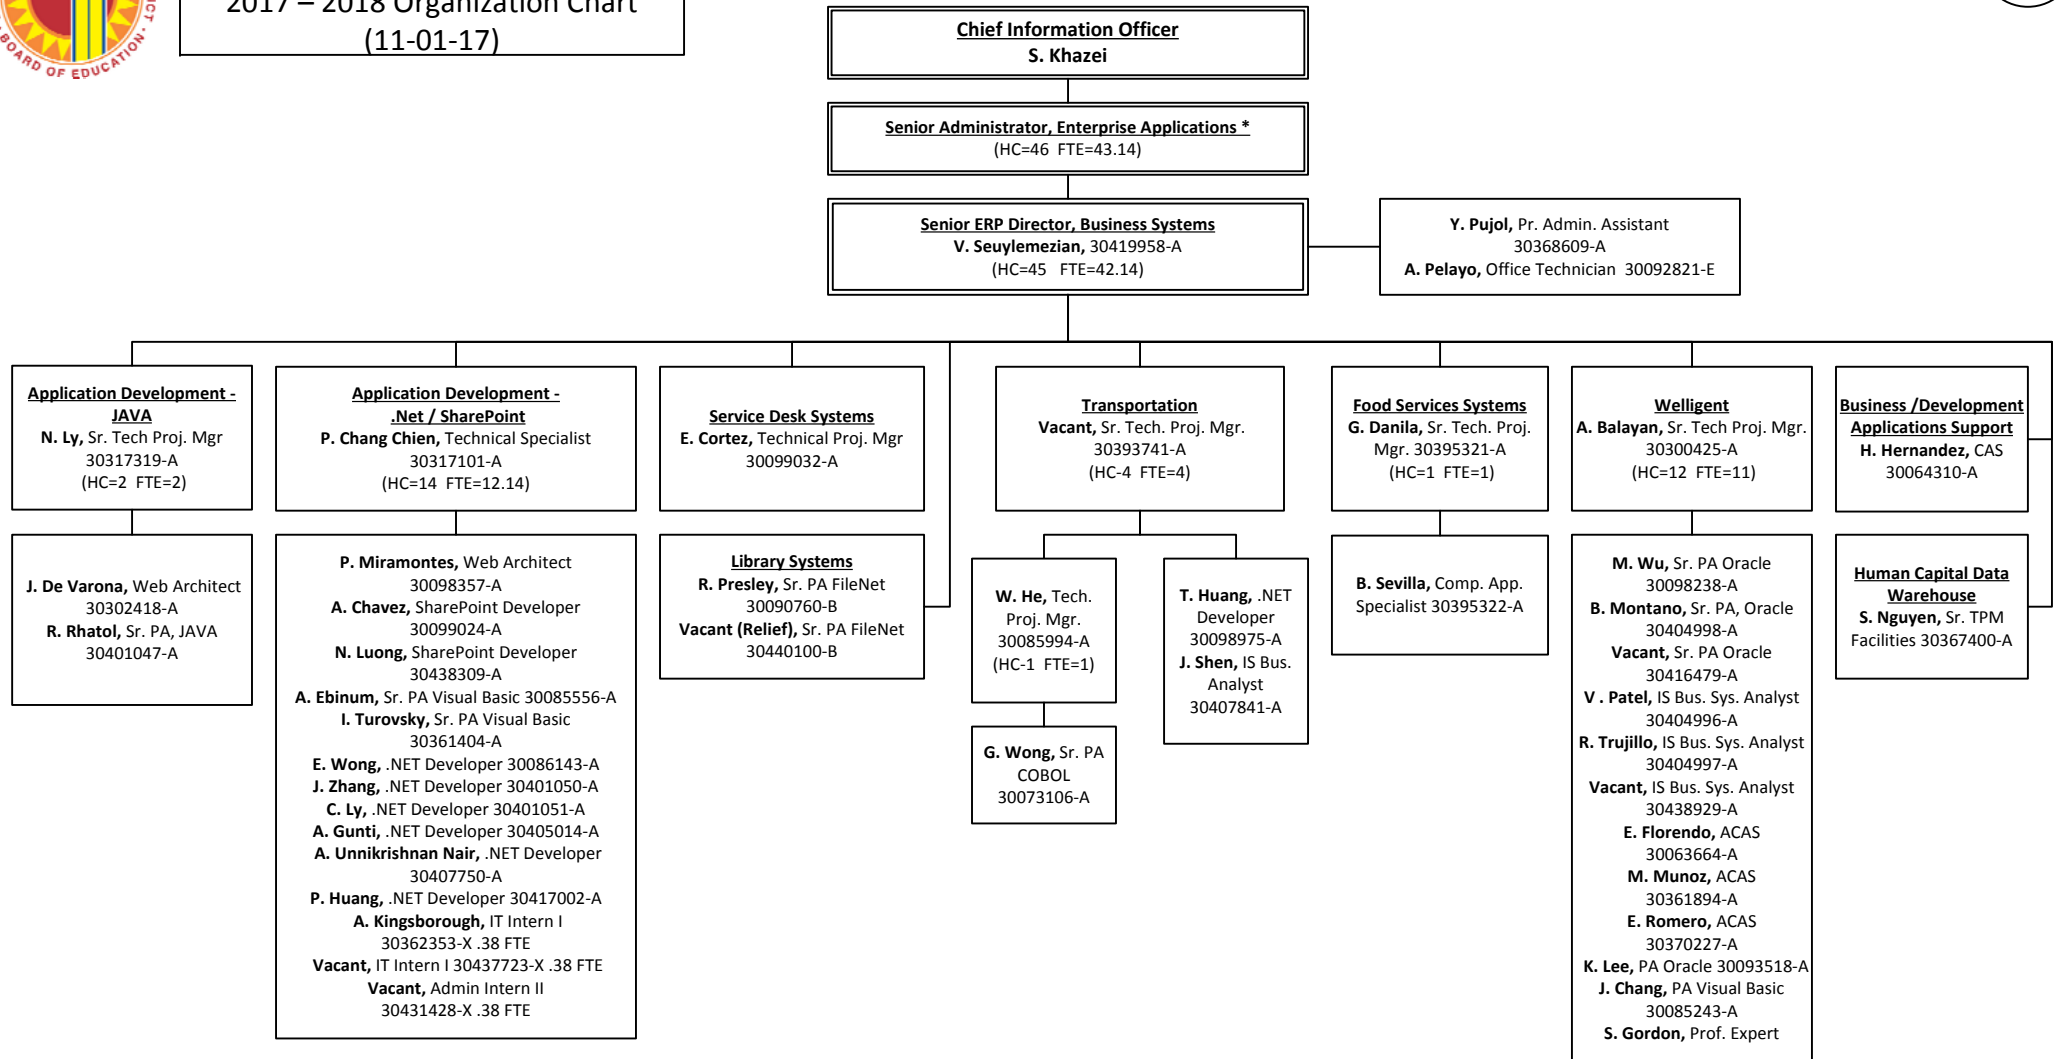 BOARD OF EDUCATION
2017 – 2018 Organization Chart
(11-01-17)
Chief Information Officer
S. Khazei
Senior Administrator, Enterprise Applications *
(HC=46 FTE=43.14)
Senior ERP Director, Business Systems
V. Seuylemezian, 30419958-A
(HC=45 FTE=42.14)
Y. Pujol, Pr. Admin. Assistant
30368609-A
A. Pelayo, Office Technician 30092821-E
Application Development -
JAVA
N. Ly, Sr. Tech Proj. Mgr
30317319-A
(HC=2 FTE=2)
J. De Varona, Web Architect
30302418-A
R. Rhatol, Sr. PA, JAVA
30401047-A
Application Development -
.Net / SharePoint
P. Chang Chien, Technical Specialist
30317101-A
(HC=14 FTE=12.14)
P. Miramontes, Web Architect
30098357-A
A. Chavez, SharePoint Developer
30099024-A
N. Luong, SharePoint Developer
30438309-A
A. Ebinum, Sr. PA Visual Basic 30085556-A
I. Turovsky, Sr. PA Visual Basic
30361404-A
E. Wong, .NET Developer 30086143-A
J. Zhang, .NET Developer 30401050-A
C. Ly, .NET Developer 30401051-A
A. Gunti, .NET Developer 30405014-A
A. Unnikrishnan Nair, .NET Developer
30407750-A
P. Huang, .NET Developer 30417002-A
A. Kingsborough, IT Intern I
30362353-X .38 FTE
Vacant, IT Intern I 30437723-X .38 FTE
Vacant, Admin Intern II
30431428-X .38 FTE
Service Desk Systems
E. Cortez, Technical Proj. Mgr
30099032-A
Library Systems
R. Presley, Sr. PA FileNet
30090760-B
Vacant (Relief), Sr. PA FileNet
30440100-B
Transportation
Vacant, Sr. Tech. Proj. Mgr.
30393741-A
(HC-4 FTE=4)
W. He, Tech.
Proj. Mgr.
30085994-A
(HC-1 FTE=1)
G. Wong, Sr. PA
COBOL
30073106-A
T. Huang, .NET
Developer
30098975-A
J. Shen, IS Bus.
Analyst
30407841-A
Food Services Systems
G. Danila, Sr. Tech. Proj.
Mgr. 30395321-A
(HC=1 FTE=1)
B. Sevilla, Comp. App.
Specialist 30395322-A
Welligent
A. Balayan, Sr. Tech Proj. Mgr.
30300425-A
(HC=12 FTE=11)
M. Wu, Sr. PA Oracle
30098238-A
B. Montano, Sr. PA, Oracle
30404998-A
Vacant, Sr. PA Oracle
30416479-A
V . Patel, IS Bus. Sys. Analyst
30404996-A
R. Trujillo, IS Bus. Sys. Analyst
30404997-A
Vacant, IS Bus. Sys. Analyst
30438929-A
E. Florendo, ACAS
30063664-A
M. Munoz, ACAS
30361894-A
E. Romero, ACAS
30370227-A
K. Lee, PA Oracle 30093518-A
J. Chang, PA Visual Basic
30085243-A
S. Gordon, Prof. Expert
Business /Development
Applications Support
H. Hernandez, CAS
30064310-A
Human Capital Data
Warehouse
S. Nguyen, Sr. TPM
Facilities 30367400-A